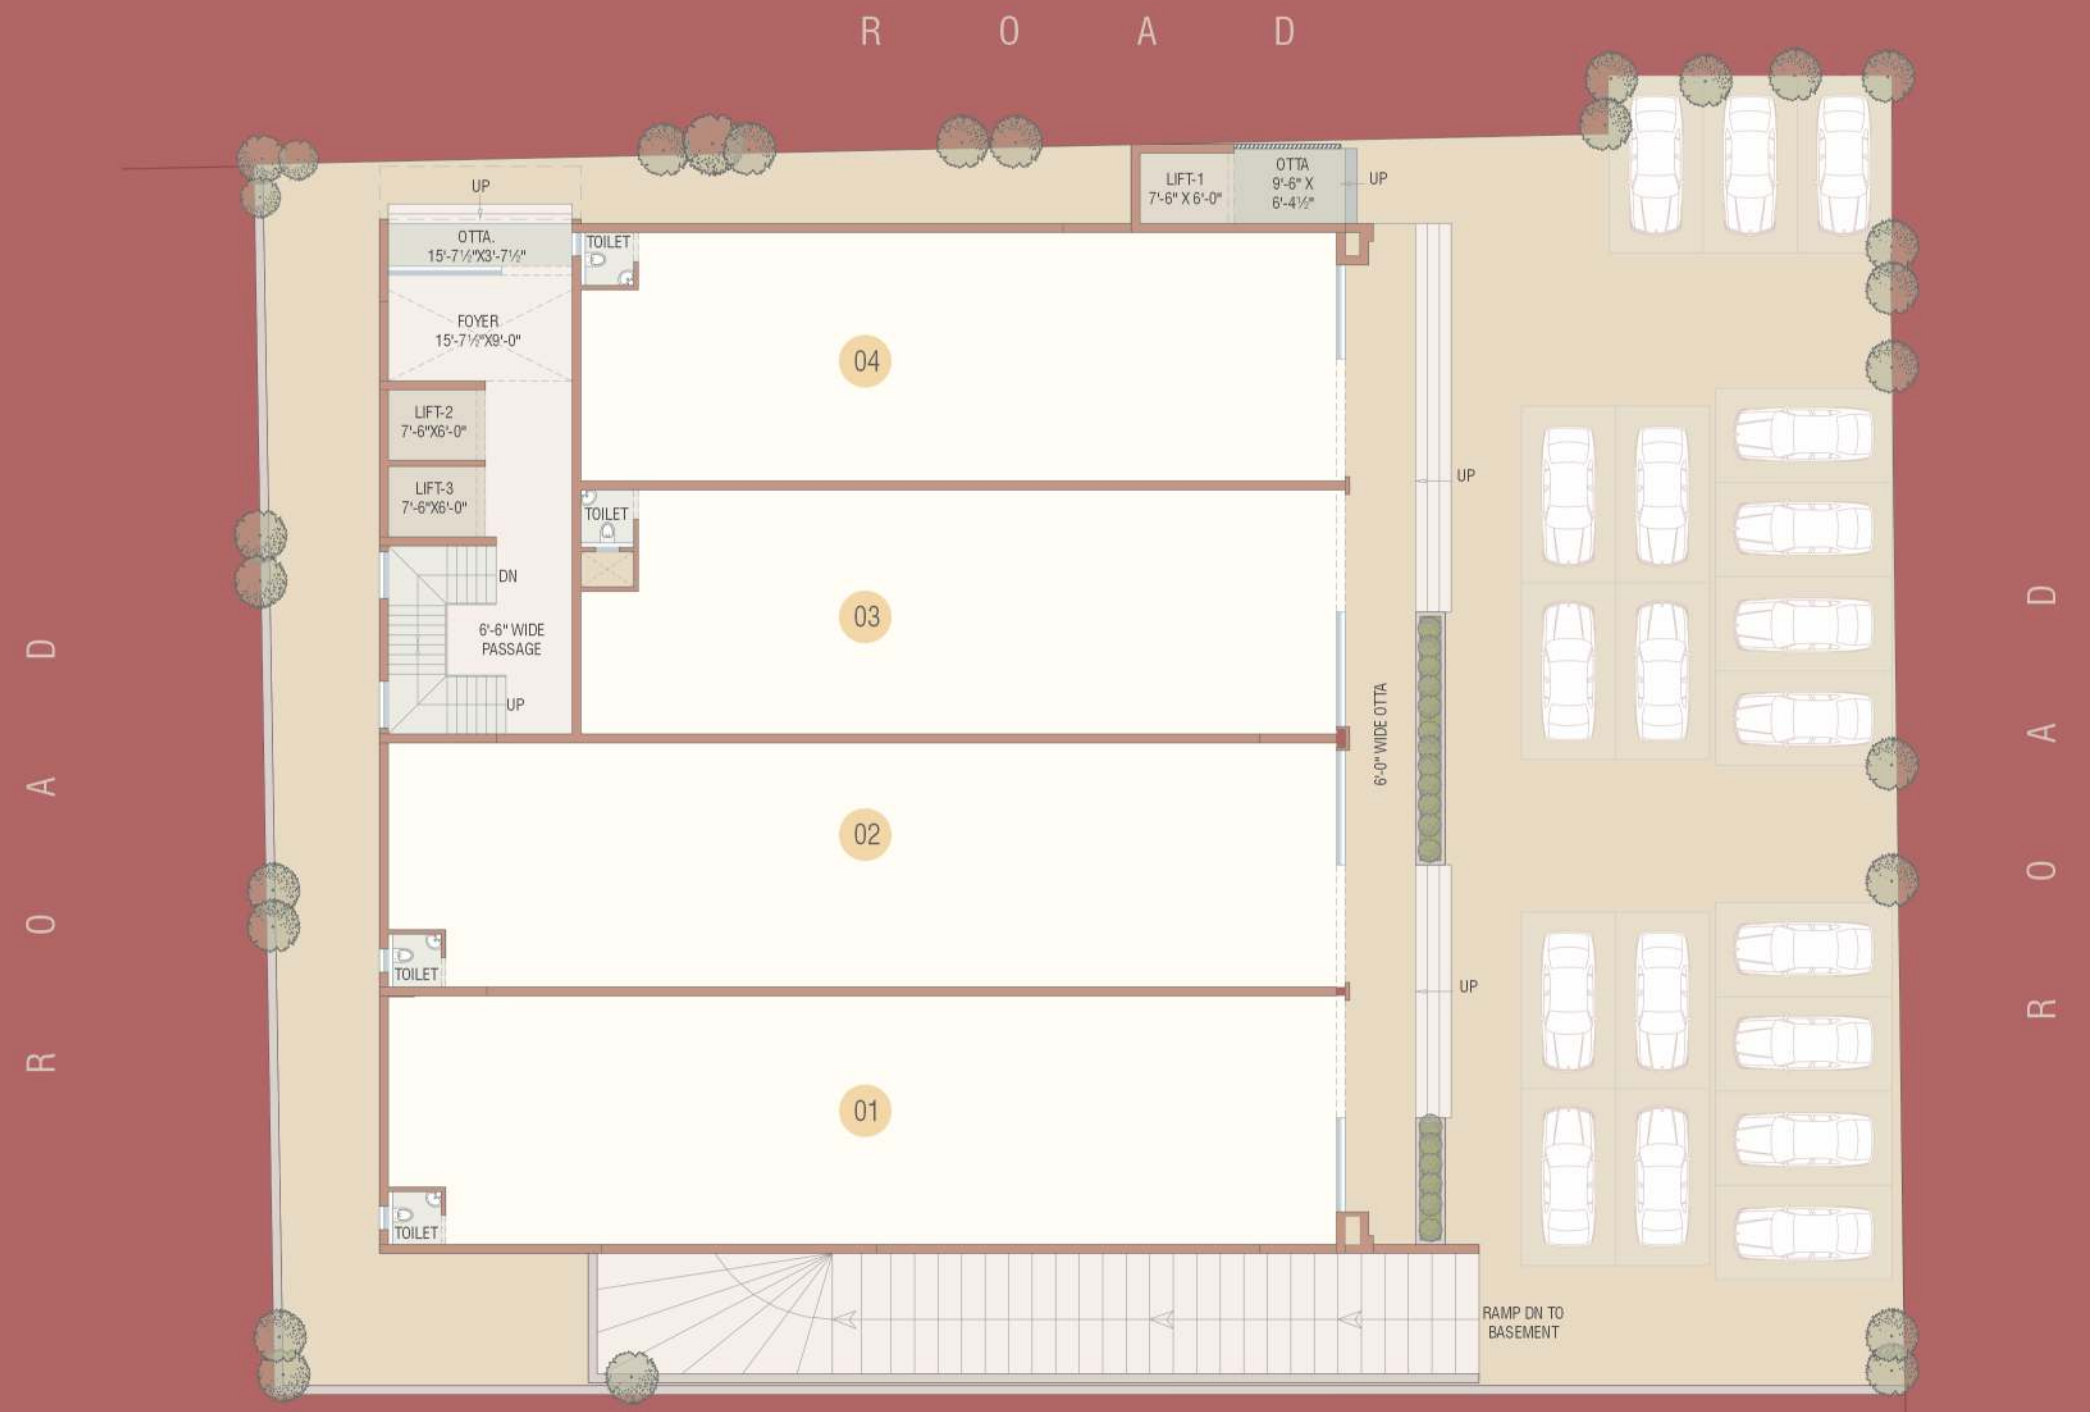 R O A D
LIFT-1
7'-6" X 6'-0"
OTTA
9'-6" X
6'-4½"
UP
UP
OTTA.
15'-7½"X3'-7½"
TOILET
FOYER
15'-7½"X9'-0"
04
LIFT-2
7'-6"X6'-0"
LIFT-3
7'-6"X6'-0"
UP
TOILET
DN
03
6'-6" WIDE
PASSAGE
UP
6'-0" WIDE OTTA
R O A D
R O A D
02
TOILET
UP
01
TOILET
RAMP DN TO
BASEMENT